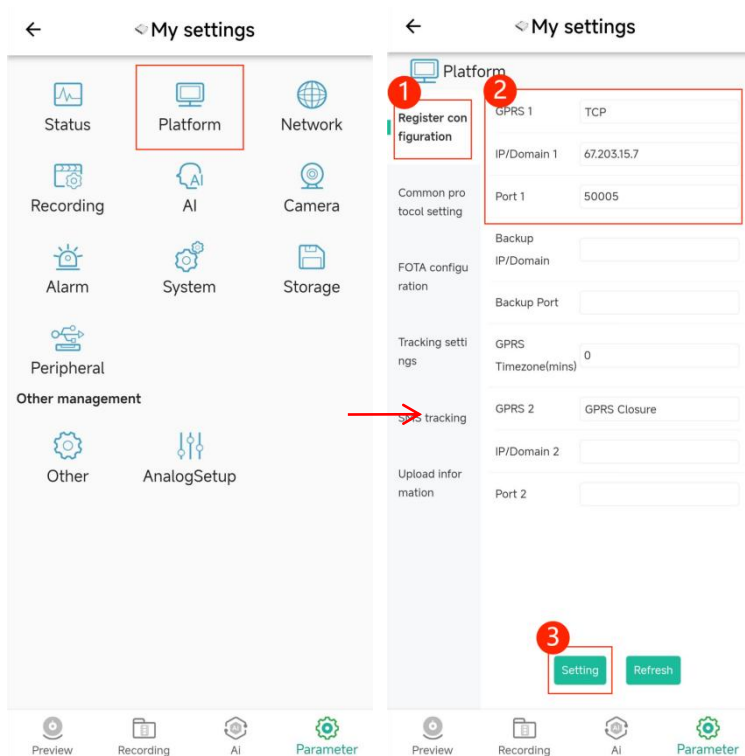 My settings
Status
Platform
Network
Recording
AI
AI
Camera
Alarm
System
Storage
Peripheral
Other management
Other
AnalogSetup
Preview
Recording
Ai
Parameter
My settings
Platform
1
Register con
figuration
Common pro
tocol setting
FOTA configu
ration
Tracking setti
ngs
SMS tracking
Upload infor
mation
2
GPRS 1
TCP
IP/Domain 1
67.203.15.7
Port 1
50005
Backup
IP/Domain
Backup Port
GPRS
Timezone(mins)
0
GPRS 2
GPRS Closure
IP/Domain 2
Port 2
3
Setting
Refresh
Preview
Recording
Ai
Parameter